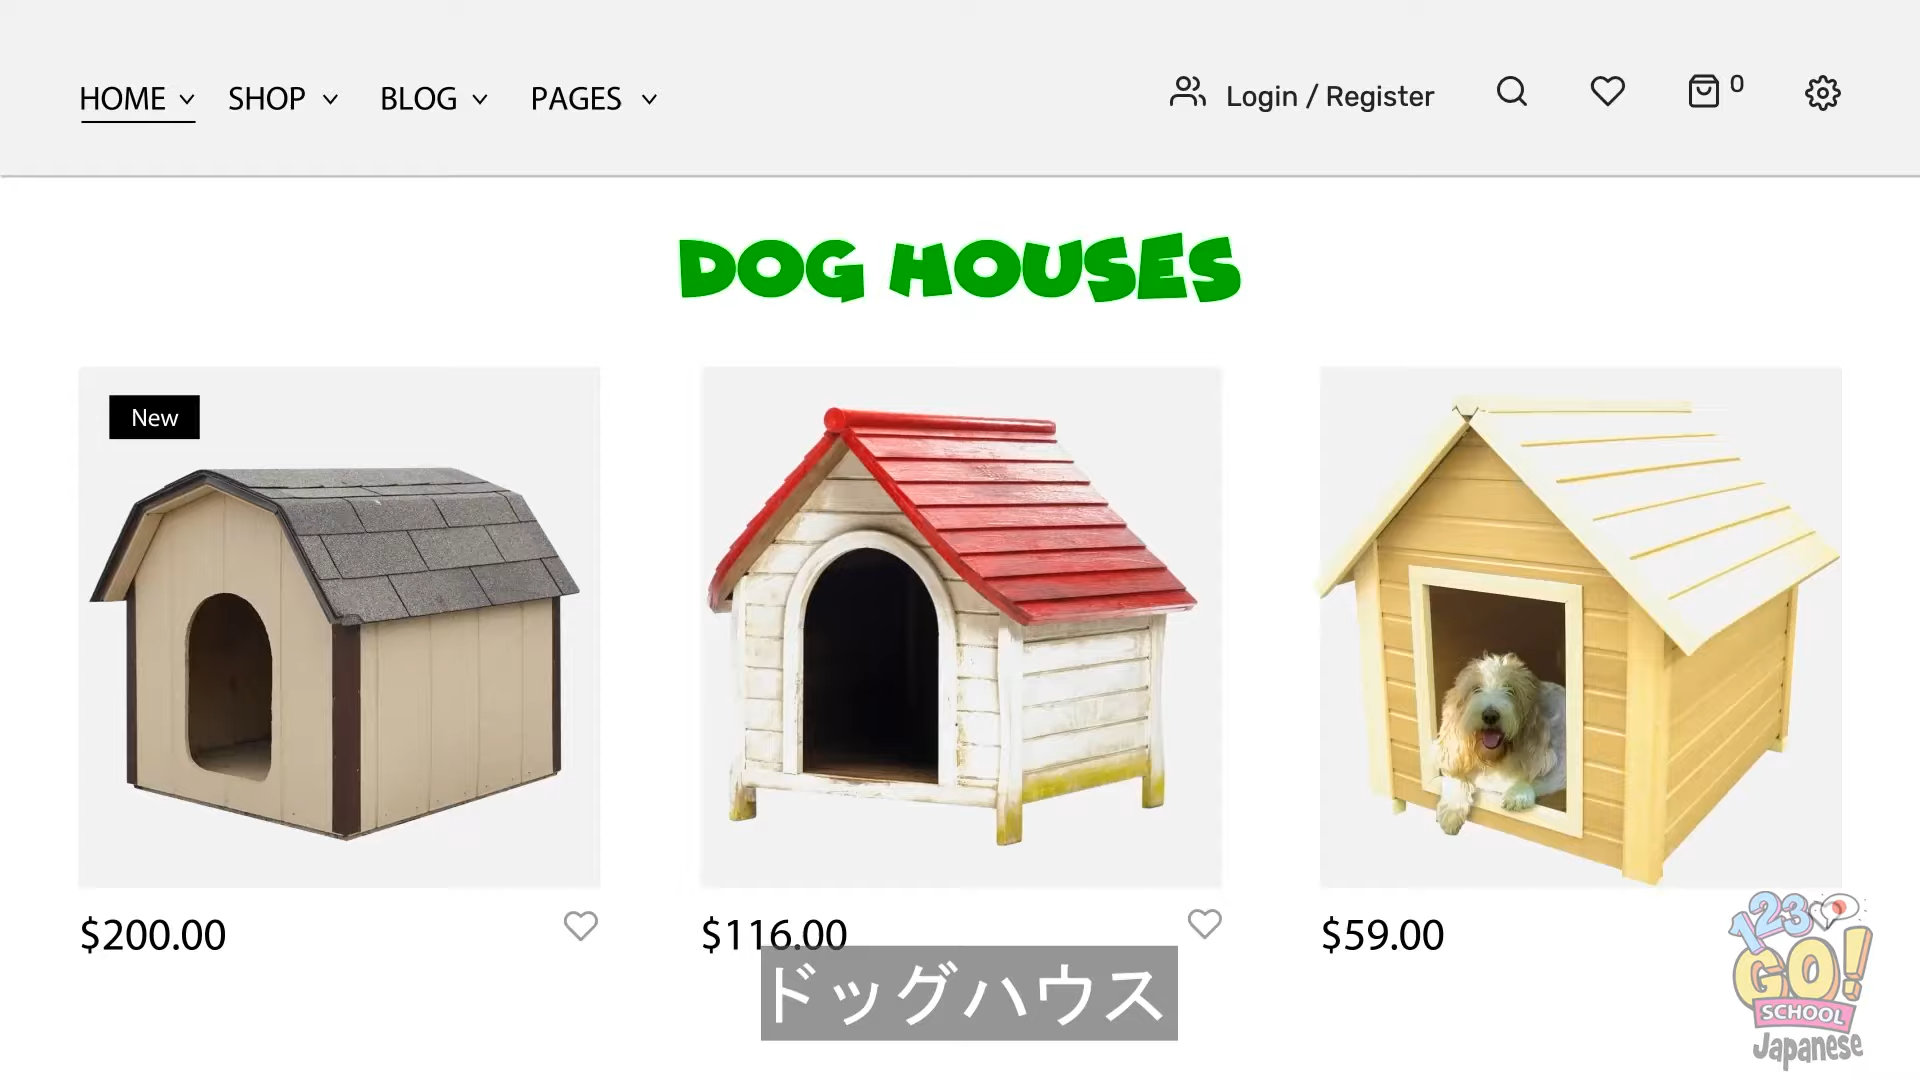 HOME SHOP BLOG PAGES Login / Register 0
DOG HOUSES
New
$200.00 $116.00 $59.00
ドッグハウス
123
GO!
SCHOOL
Japanese